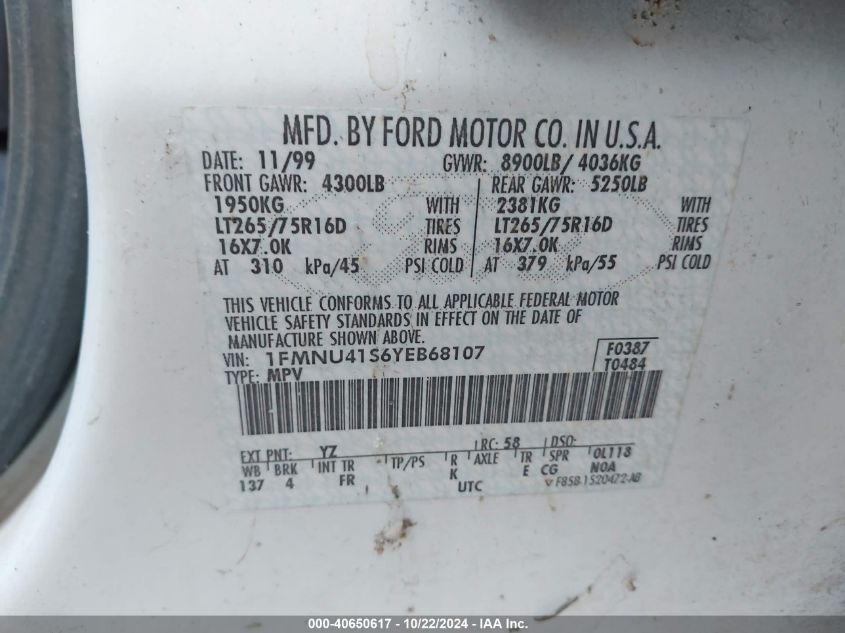 MFD. BY FORD MOTOR CO. IN U.S.A.
DATE: 11/99 GVWR: 8900LB/ 4036KG
FRONT GAWR: 4300LB REAR GAWR: 5250LB
1950KG WITH 2381KG WITH
LT265/75R16D TIRES LT265/75R16D TIRES
16X7.0K RIMS 16X7.0K RIMS
AT 310 kPa/45 PSI COLD AT 379 kPa/55 PSI COLD
THIS VEHICLE CONFORMS TO ALL APPLICABLE FEDERAL MOTOR
VEHICLE SAFETY STANDARDS IN EFFECT ON THE DATE OF
MANUFACTURE SHOWN ABOVE.
VIN: 1FMNU41S6YEB68107 F0387
TYPE: MPV T0484
EXT PNT: YZ RC: 58 DSO:
WB BRK INT TR TP/PS R AXLE TR SPR 0L118
137 4 FR K E CG N0A
UTC F85B-1520472-AB
000-40650617 - 10/22/2024 - Copyright © 2024 - IAA Inc.